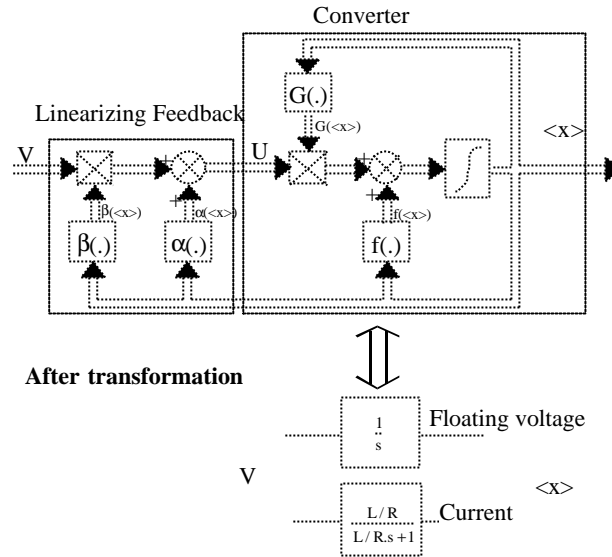 Converter
G(.)
Linearizing Feedback
G(<x>)
V
U
<x>
+
+
+
+
β(<x>)
α(<x>)
f(<x>)
β(.)
α(.)
f(.)
After transformation
1
s
Floating voltage
V
<x>
L/R
L/R.s+1
Current